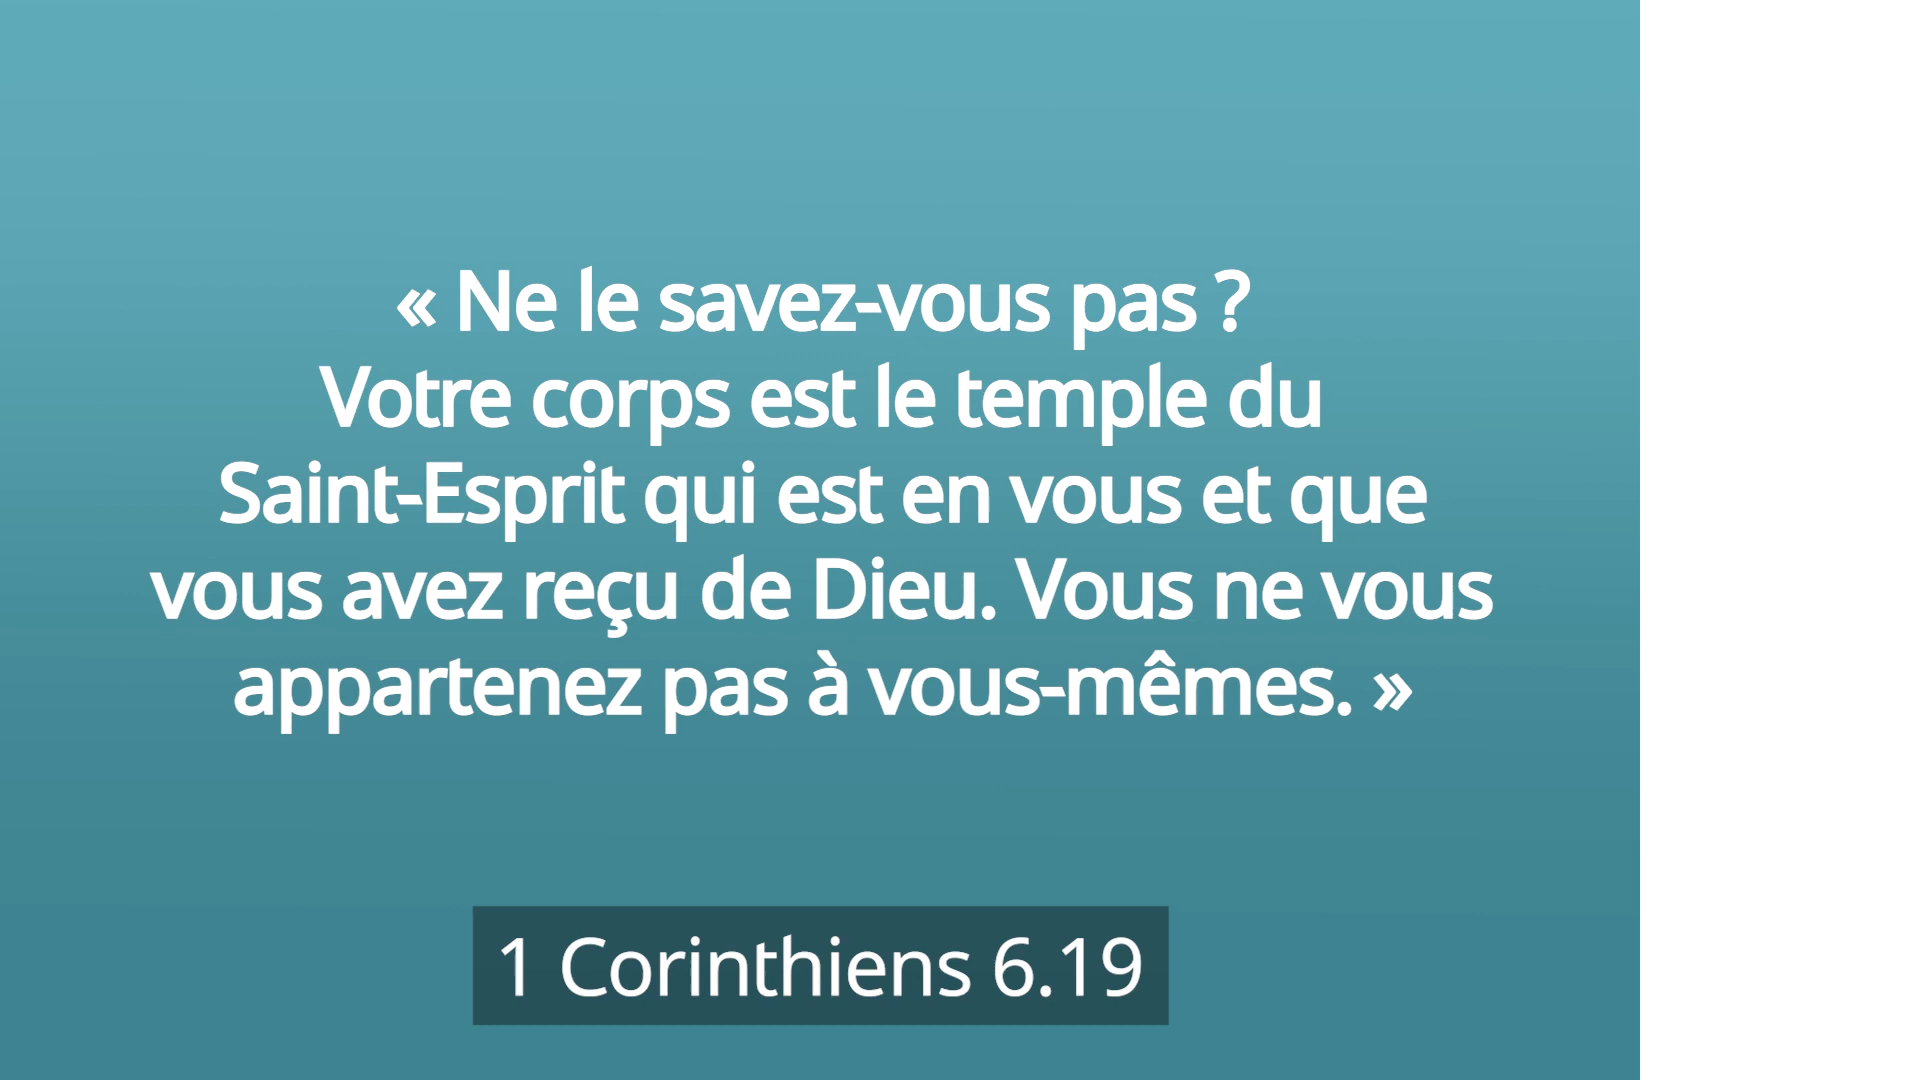 « Ne le savez-vous pas ?
Votre corps est le temple du
Saint-Esprit qui est en vous et que
vous avez reçu de Dieu. Vous ne vous
appartenez pas à vous-mêmes. »
1 Corinthiens 6.19